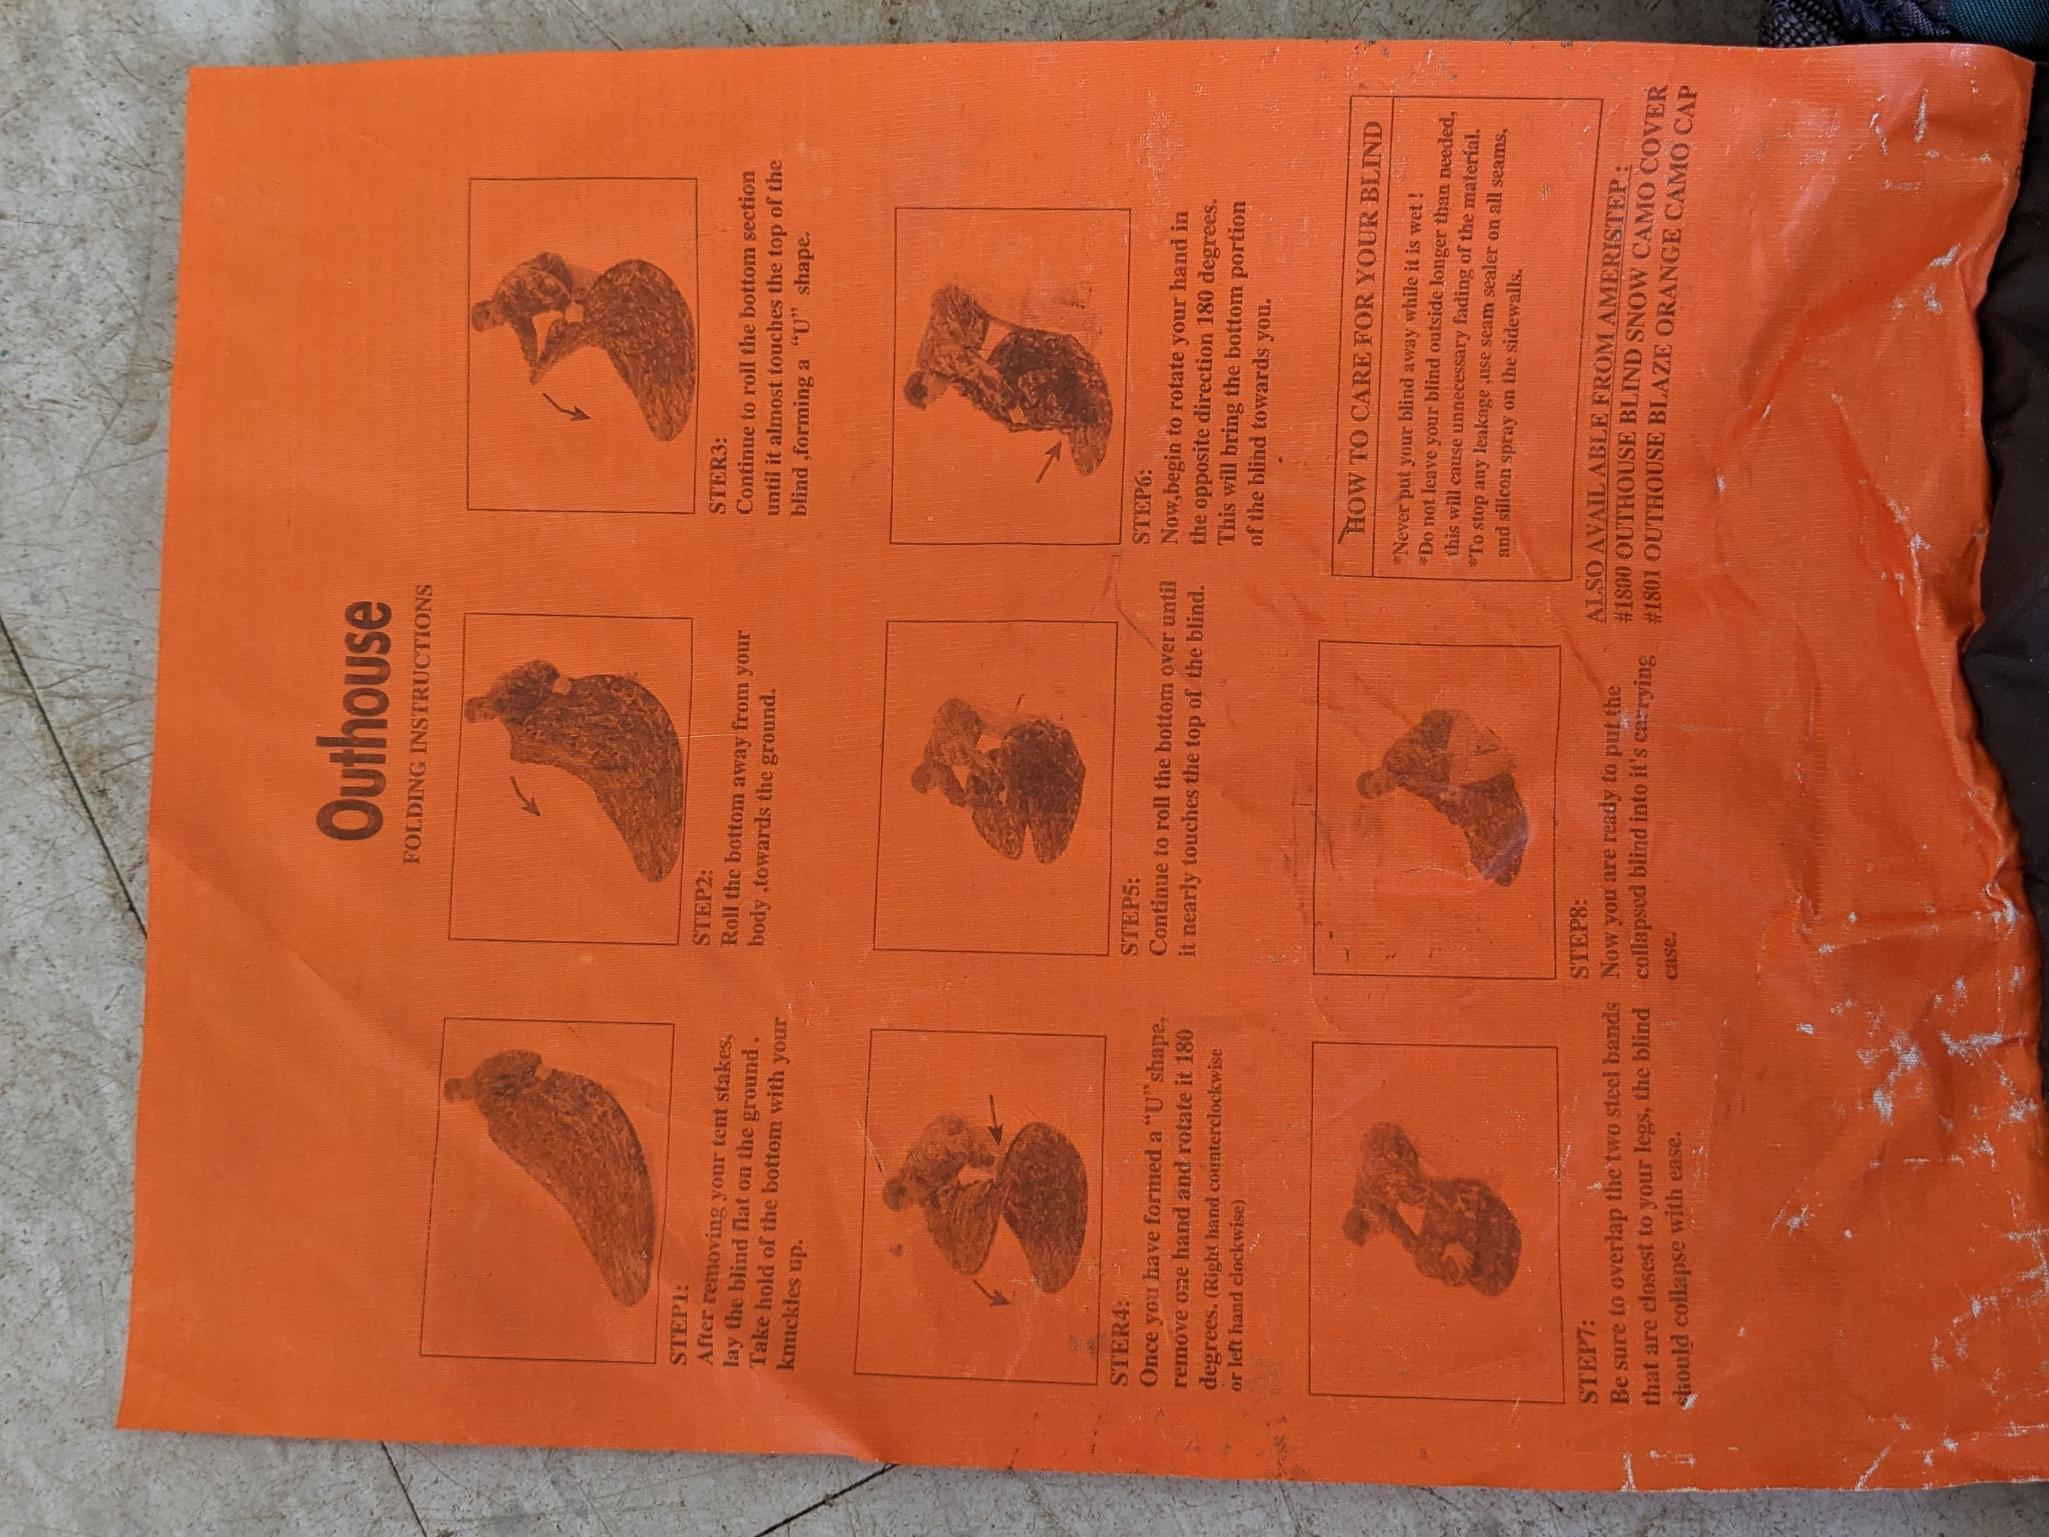 Outhouse
FOLDING INSTRUCTIONS
STEP1:
After removing your tent stakes,
lay the blind flat on the ground .
Take hold of the bottom with your
knuckles up.
STEP2:
Roll the bottom away from your
body ,towards the ground.
STEP3:
Continue to roll the bottom section
until it almost touches the top of the
blind ,forming a "U" shape.
STEP4:
Once you have formed a "U"shape,
remove one hand and rotate it 180
degrees. (Right hand counterclockwise
or left hand clockwise)
STEP5:
Continue to roll the bottom over until
it nearly touches the top of the blind.
STEP6:
Now,begin to rotate your hand in
the opposite direction 180 degrees.
This will bring the bottom portion
of the blind towards you.
STEP7:
Be sure to overlap the two steel bands
that are closest to your legs, the blind
should collapse with ease.
STEP8:
Now you are ready to put the
collapsed blind into it's carrying
case.
HOW TO CARE FOR YOUR BLIND
*Never put your blind away while it is wet !
*Do not leave your blind outside longer than needed,
this will cause unnecessary fading of the material.
*To stop any leakage ,use seam sealer on all seams,
and silicon spray on the sidewalls.
ALSO AVAILABLE FROM AMERISTEP :
#1800 OUTHOUSE BLIND SNOW CAMO COVER
#1801 OUTHOUSE BLAZE ORANGE CAMO CAP